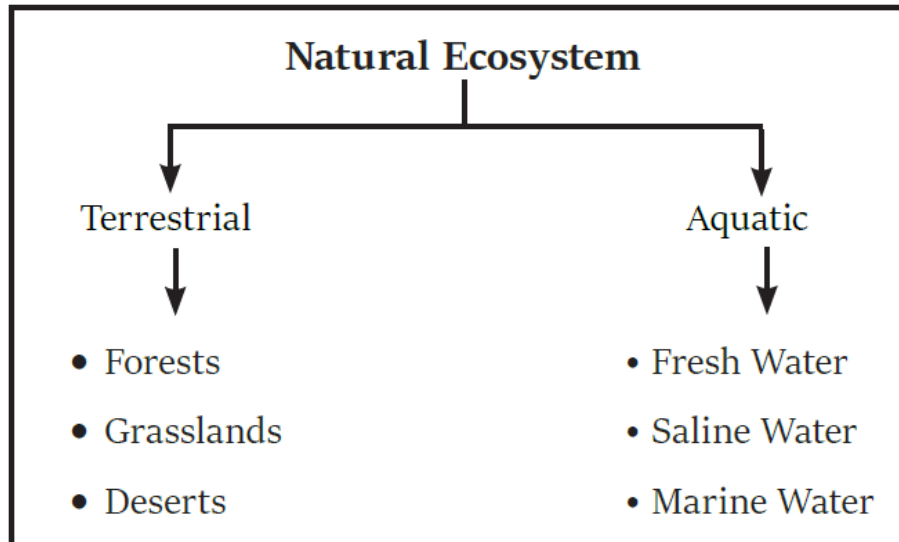 Natural Ecosystem
Terrestrial
Aquatic
• Forests
• Grasslands
• Deserts
• Fresh Water
• Saline Water
• Marine Water